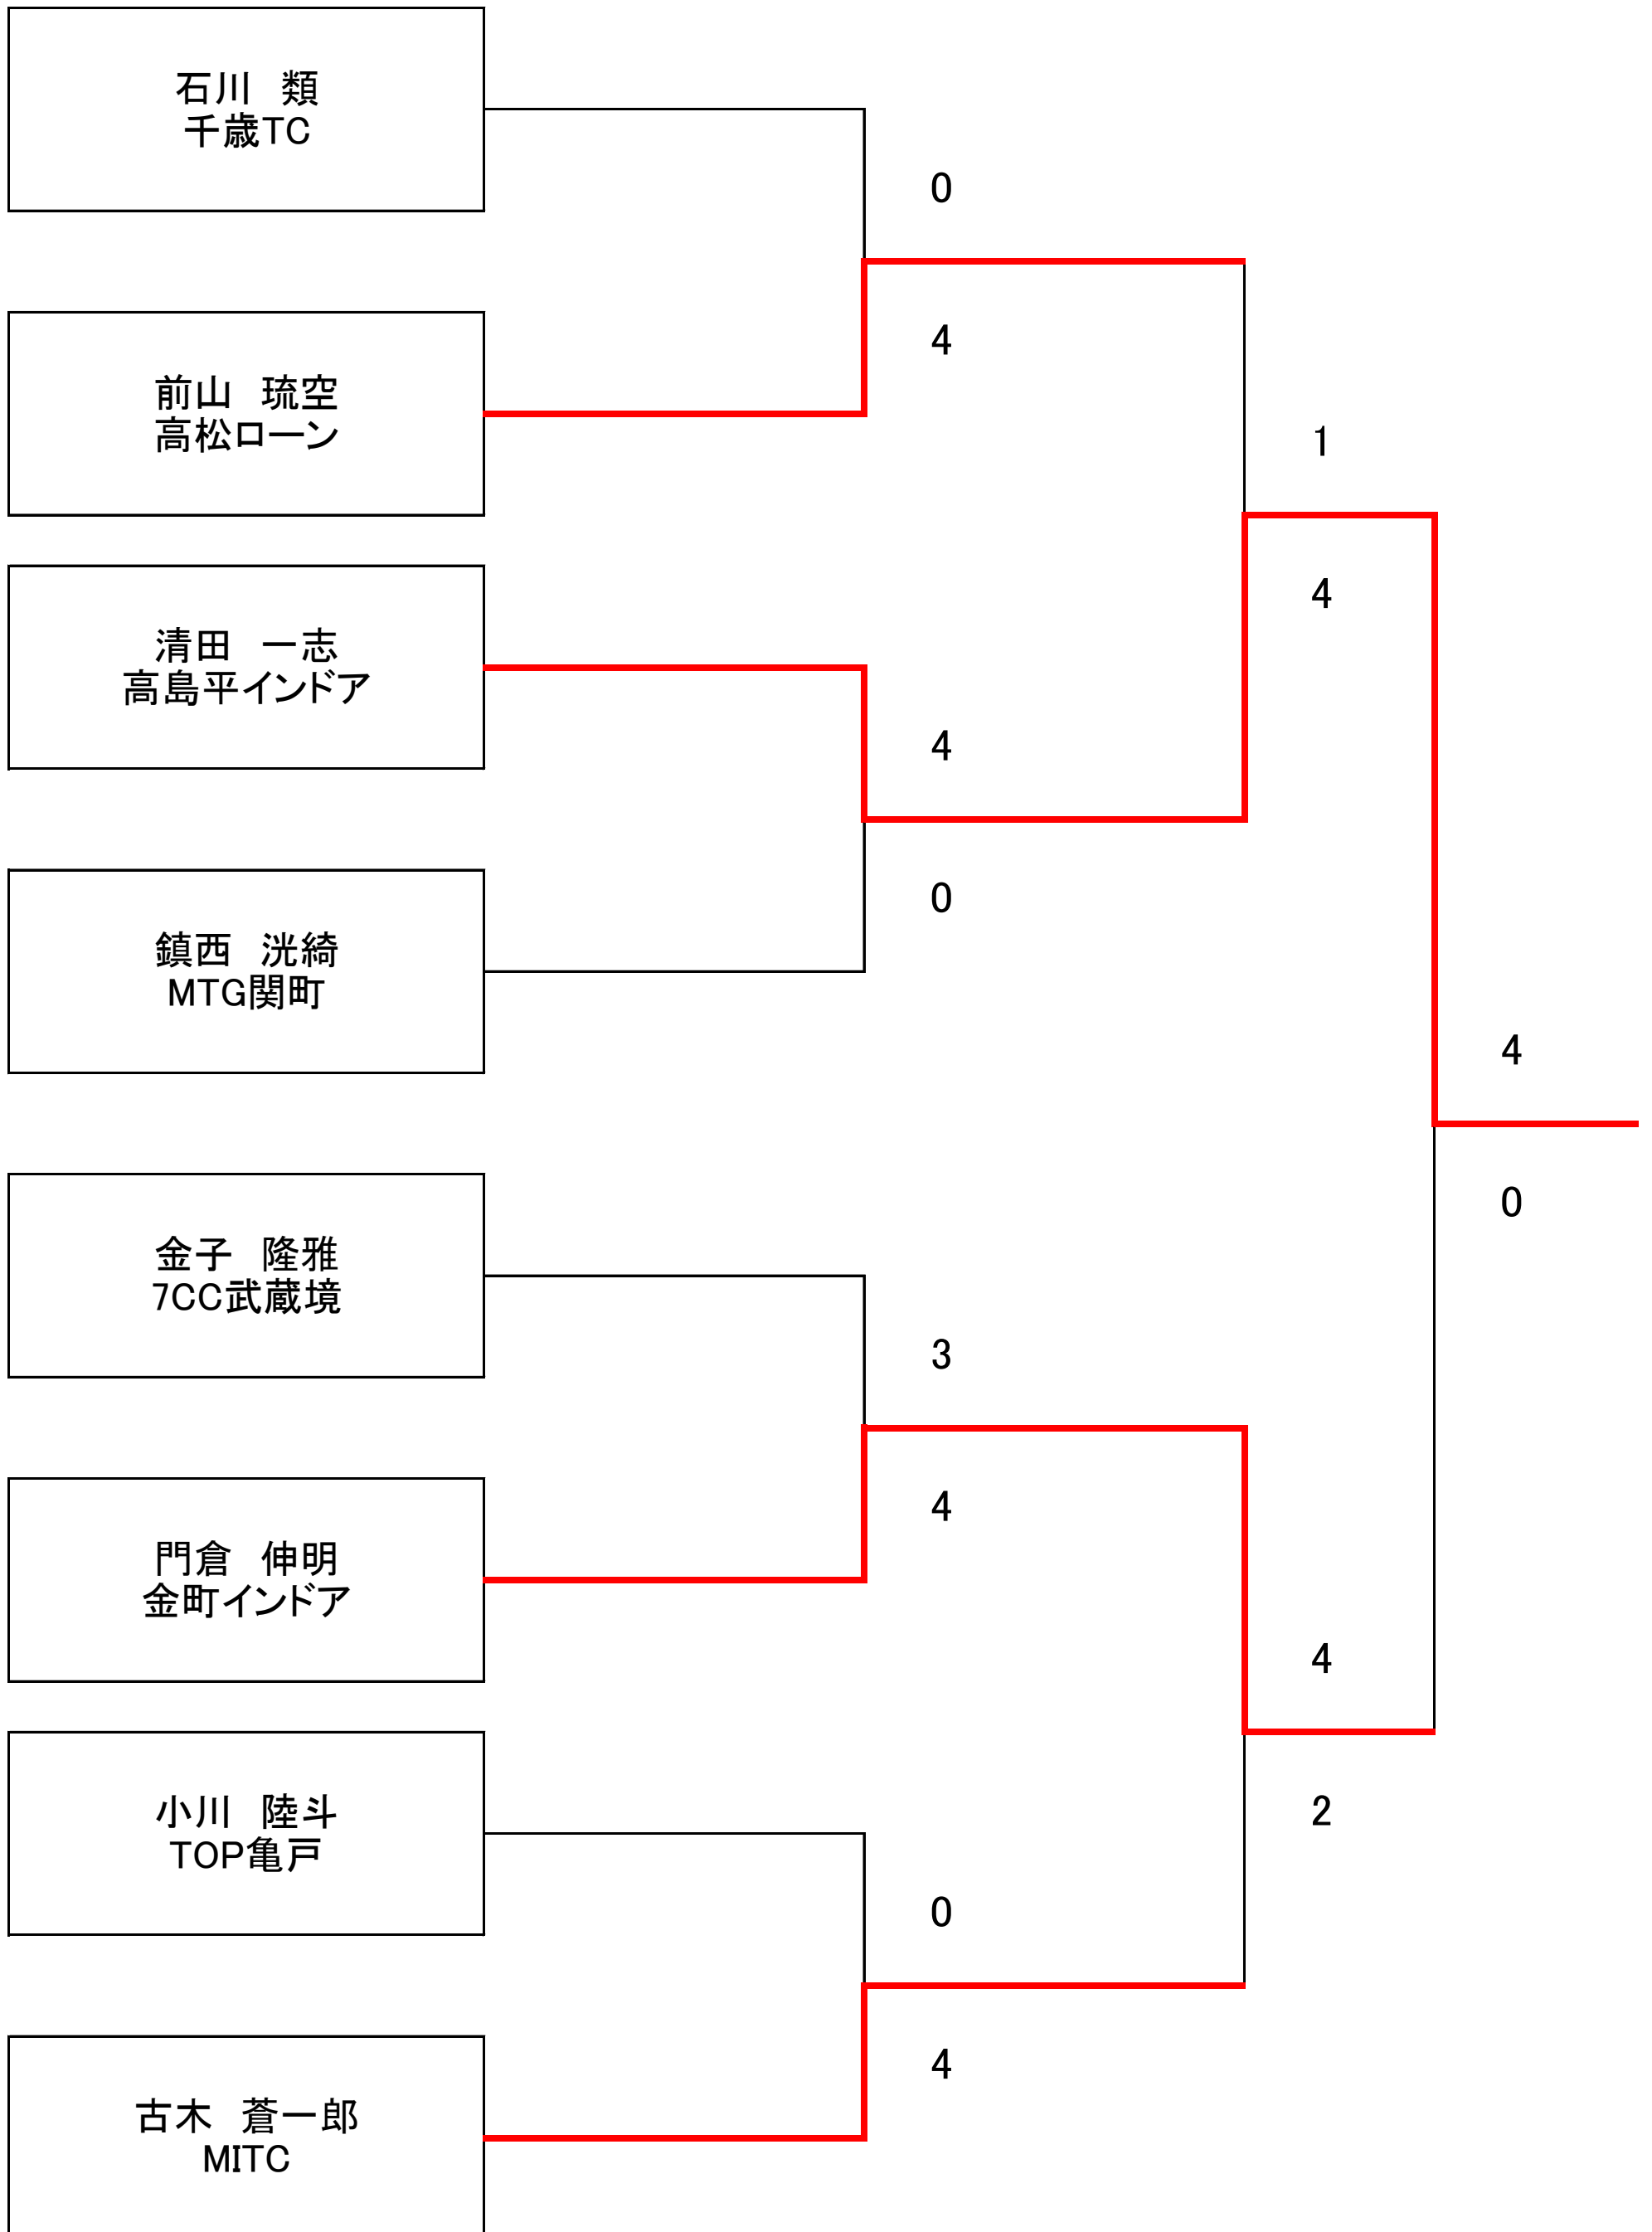 石川　類
千歳TC
0
前山　琉空
高松ローン
4
1
清田　一志
高島平インドア
4
4
鎮西　洸綺
MTG関町
0
4
金子　隆雅
7CC武蔵境
0
3
門倉　伸明
金町インドア
4
4
小川　陸斗
TOP亀戸
2
0
古木　蒼一郎
MITC
4